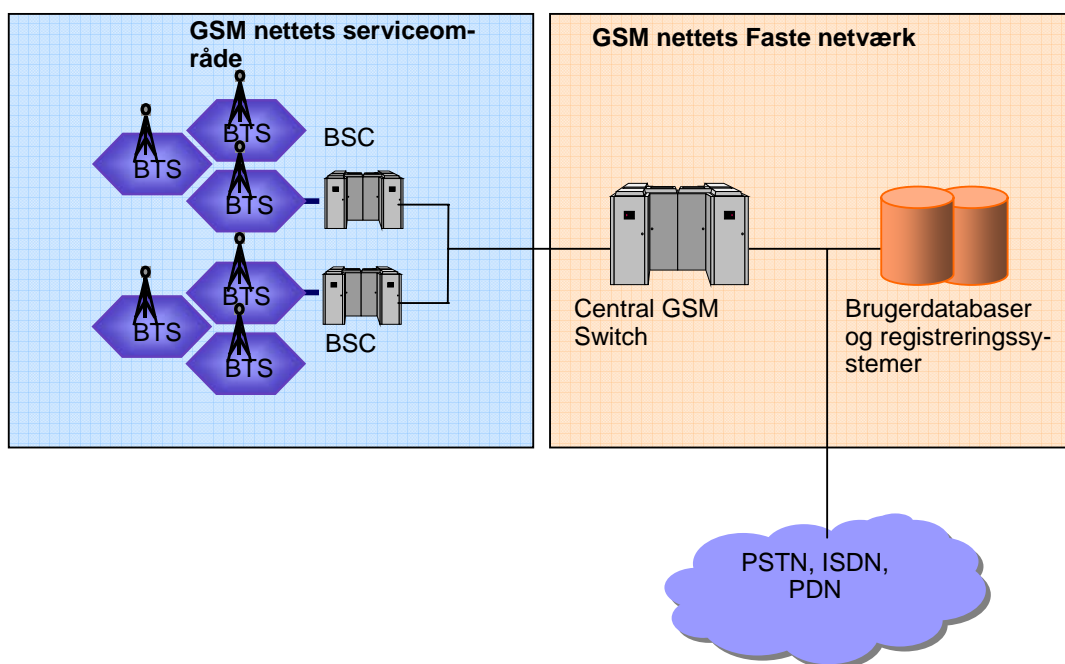 GSM nettets serviceom-
råde
GSM nettets Faste netværk
BTS
BTS
BTS
BSC
BTS
BTS
BTS
BSC
Central GSM
Switch
Brugerdatabaser
og registreringssy-
stemer
PSTN, ISDN,
PDN